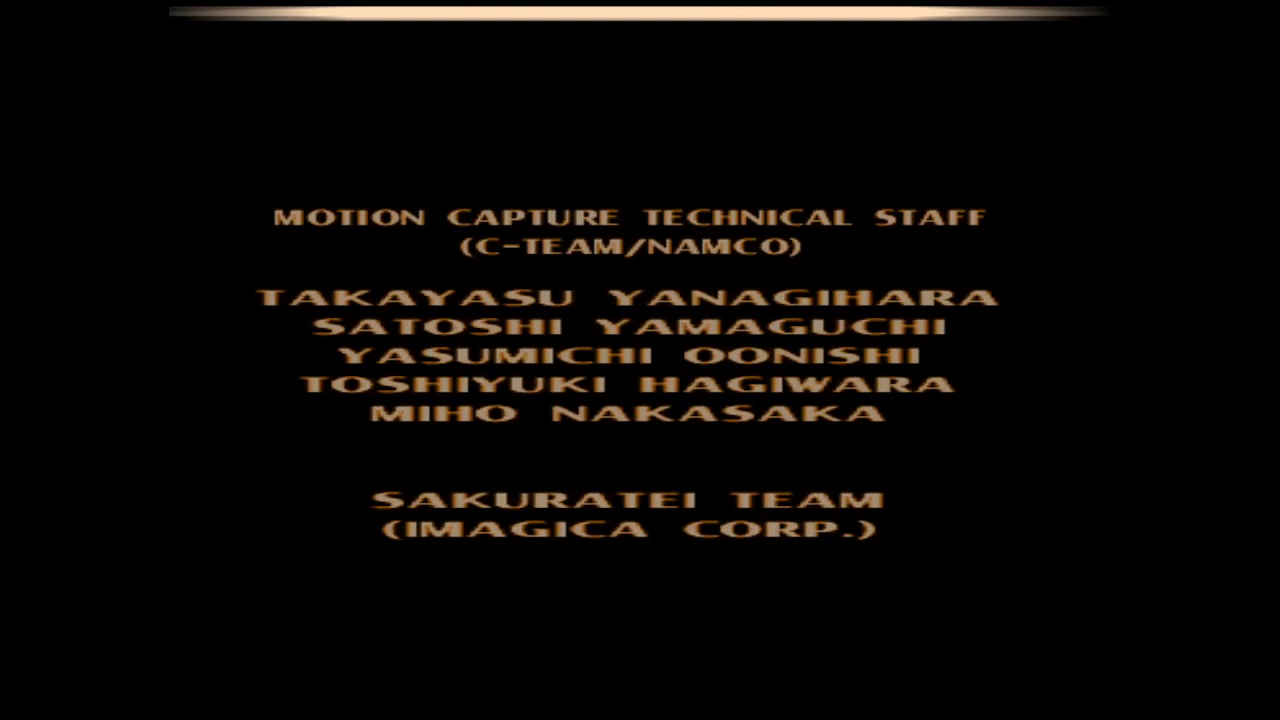 MOTION CAPTURE TECHNICAL STAFF
(C-TEAM/NAMCO)
TAKAYASU YANAGIHARA
SATOSHI YAMAGUCHI
YASUMICHI OONISHI
TOSHIYUKI HAGIWARA
MIHO NAKASAKA
SAKURATEI TEAM
(IMAGICA CORP.)